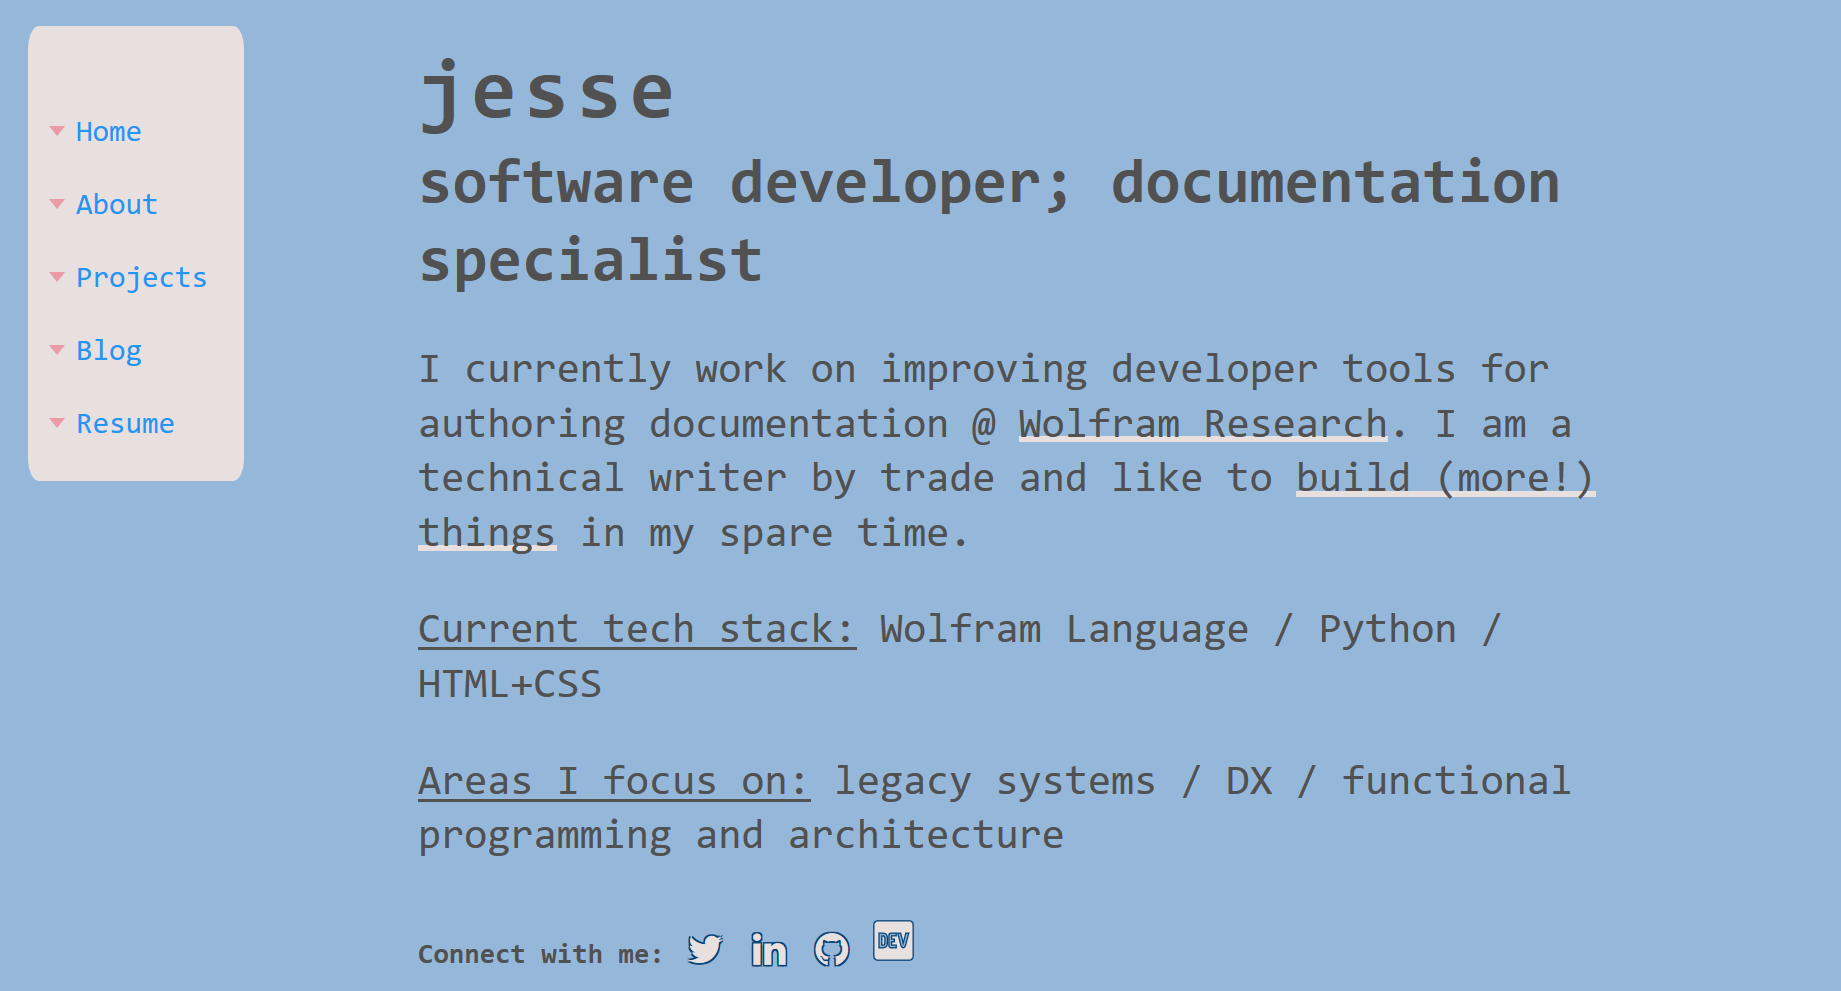 Home
About
Projects
Blog
Resume
jesse
software developer; documentation
specialist
I currently work on improving developer tools for
authoring documentation @ Wolfram Research. I am a
technical writer by trade and like to build (more!)
things in my spare time.
Current tech stack: Wolfram Language / Python /
HTML+CSS
Areas I focus on: legacy systems / DX / functional
programming and architecture
Connect with me: in DEV